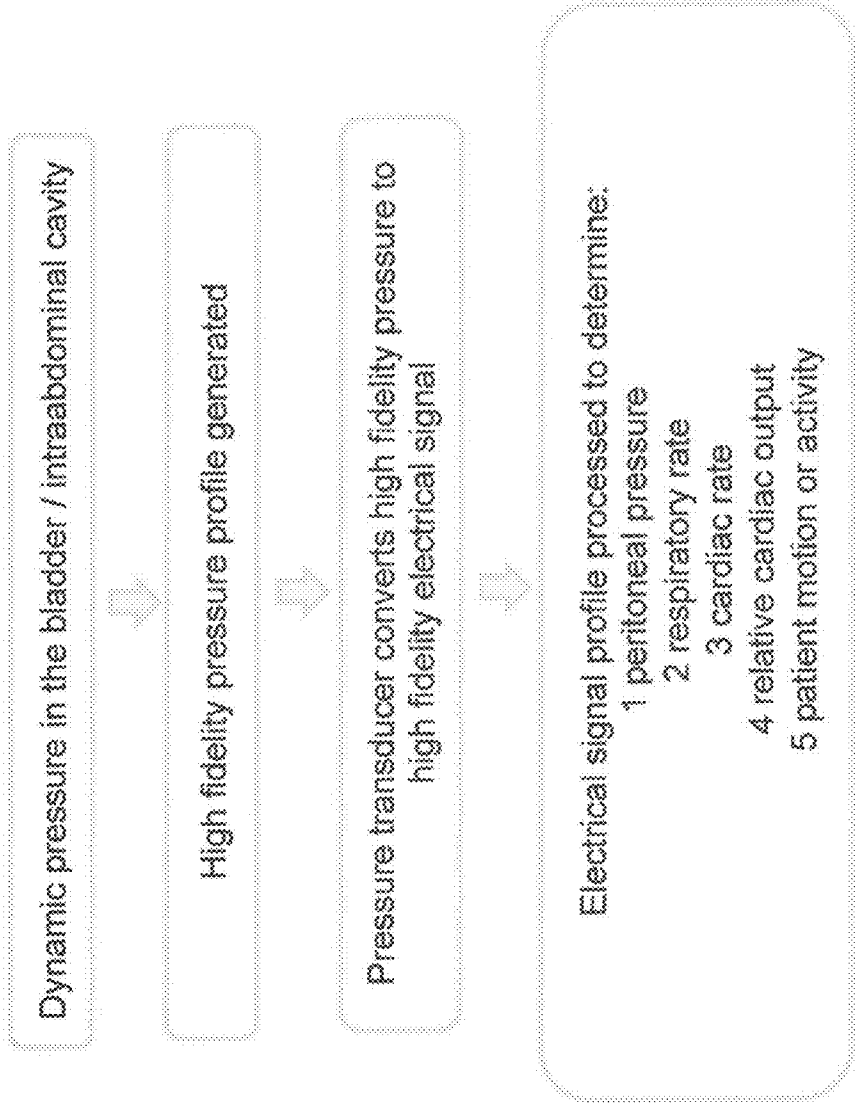 Dynamic pressure in the bladder / intraabdominal cavity
High fidelity pressure profile generated
Pressure transducer converts high fidelity pressure to
high fidelity electrical signal
Electrical signal profile processed to determine:
1 peritoneal pressure
2 respiratory rate
3 cardiac rate
4 relative cardiac output
5 patient motion or activity